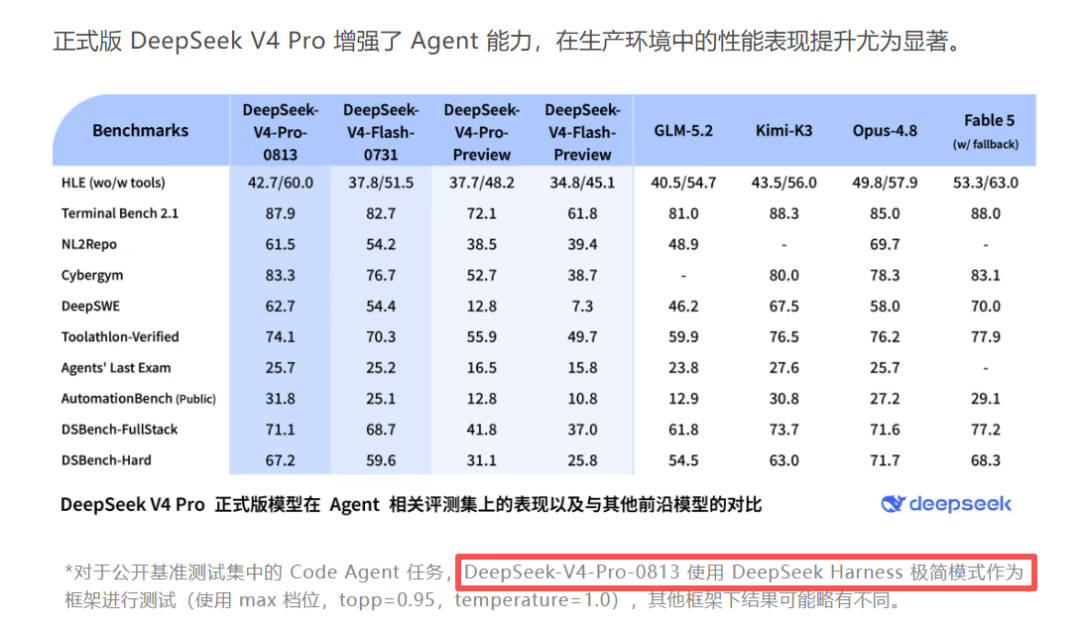 正式版 DeepSeek V4 Pro 增强了 Agent 能力，在生产环境中的性能表现提升尤为显著。
Benchmarks DeepSeek-V4-Pro-0813 DeepSeek-V4-Flash-0731 DeepSeek-V4-Pro-Preview DeepSeek-V4-Flash-Preview GLM-5.2 Kimi-K3 Opus-4.8 Fable 5 (w/ fallback)
HLE (wo/w tools) 42.7/60.0 37.8/51.5 37.7/48.2 34.8/45.1 40.5/54.7 43.5/56.0 49.8/57.9 53.3/63.0
Terminal Bench 2.1 87.9 82.7 72.1 61.8 81.0 88.3 85.0 88.0
NL2Repo 61.5 54.2 38.5 39.4 48.9 - 69.7 -
Cybergym 83.3 76.7 52.7 38.7 - 80.0 78.3 83.1
DeepSWE 62.7 54.4 12.8 7.3 46.2 67.5 58.0 70.0
Toolathlon-Verified 74.1 70.3 55.9 49.7 59.9 76.5 76.2 77.9
Agents' Last Exam 25.7 25.2 16.5 15.8 23.8 27.6 25.7 -
AutomationBench (Public) 31.8 25.1 12.8 10.8 12.9 30.8 27.2 29.1
DSBench-FullStack 71.1 68.7 41.8 37.0 61.8 73.7 71.6 77.2
DSBench-Hard 67.2 59.6 31.1 25.8 54.5 63.0 71.7 68.3
DeepSeek V4 Pro 正式版模型在 Agent 相关评测集上的表现以及与其他前沿模型的对比
deepseek
*对于公开基准测试集中的 Code Agent 任务，DeepSeek-V4-Pro-0813 使用 DeepSeek Harness 极简模式作为
框架进行测试（使用 max 档位，topp=0.95，temperature=1.0），其他框架下结果可能略有不同。